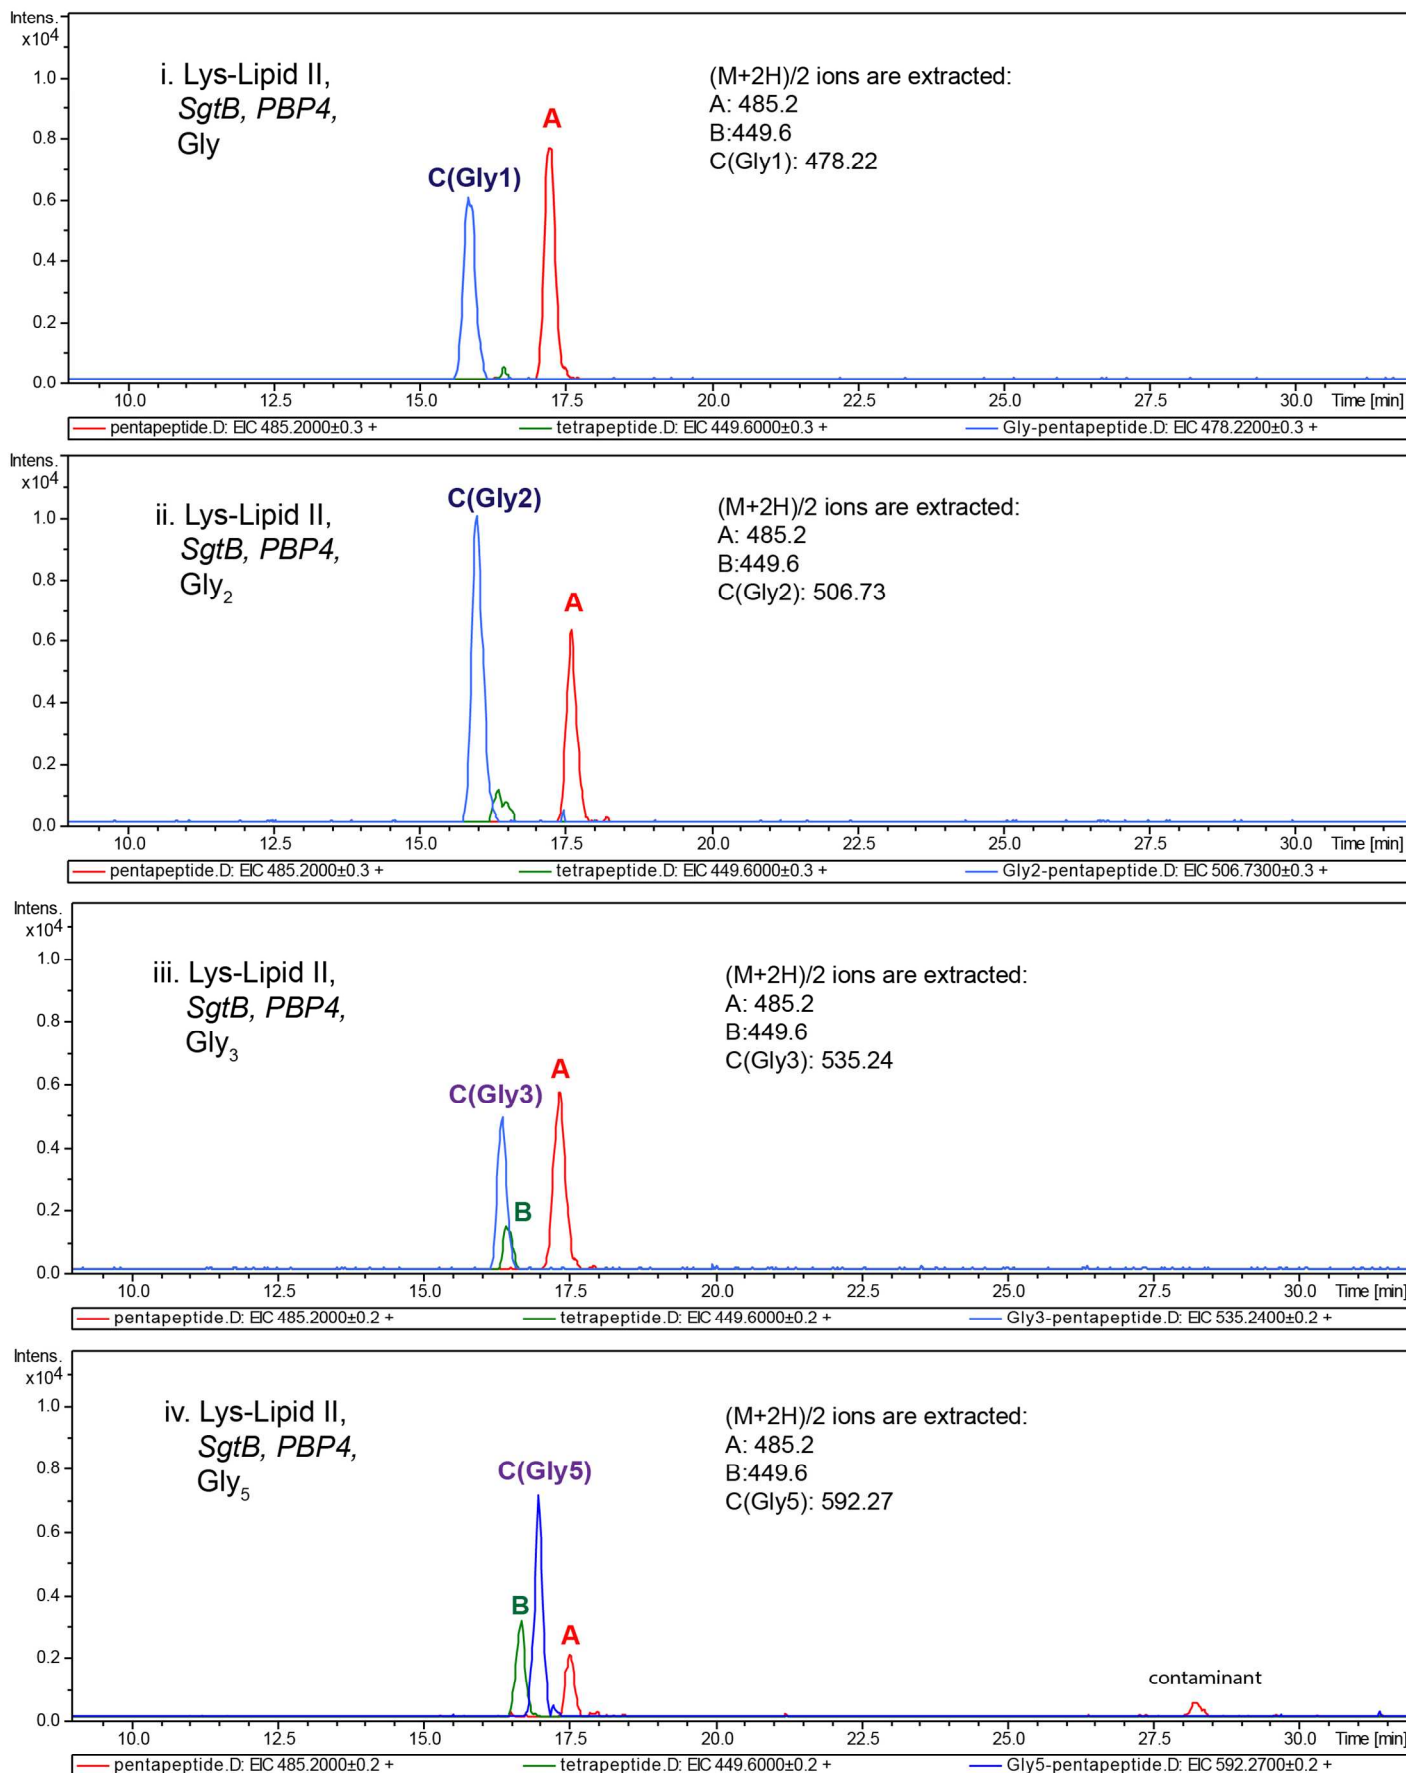 Intens.
x10⁴
i. Lys-Lipid II,
SgtB, PBP4,
Gly
(M+2H)/2 ions are extracted:
A: 485.2
B:449.6
C(Gly1): 478.22
C(Gly1)
A
1.0
0.8
0.6
0.4
0.2
0.0
10.0 12.5 15.0 17.5 20.0 22.5 25.0 27.5 30.0 Time [min]
pentapeptide.D: EIC 485.2000±0.3 + tetrapeptide.D: EIC 449.6000±0.3 + Gly-pentapeptide.D: EIC 478.2200±0.3 +
Intens.
x10⁴
ii. Lys-Lipid II,
SgtB, PBP4,
Gly₂
(M+2H)/2 ions are extracted:
A: 485.2
B:449.6
C(Gly2): 506.73
C(Gly2)
A
1.0
0.8
0.6
0.4
0.2
0.0
10.0 12.5 15.0 17.5 20.0 22.5 25.0 27.5 30.0 Time [min]
pentapeptide.D: EIC 485.2000±0.3 + tetrapeptide.D: EIC 449.6000±0.3 + Gly2-pentapeptide.D: EIC 506.7300±0.3 +
Intens.
x10⁴
iii. Lys-Lipid II,
SgtB, PBP4,
Gly₃
(M+2H)/2 ions are extracted:
A: 485.2
B:449.6
C(Gly3): 535.24
C(Gly3)
A
B
1.0
0.8
0.6
0.4
0.2
0.0
10.0 12.5 15.0 17.5 20.0 22.5 25.0 27.5 30.0 Time [min]
pentapeptide.D: EIC 485.2000±0.2 + tetrapeptide.D: EIC 449.6000±0.2 + Gly3-pentapeptide.D: EIC 535.2400±0.2 +
Intens.
x10⁴
iv. Lys-Lipid II,
SgtB, PBP4,
Gly₅
(M+2H)/2 ions are extracted:
A: 485.2
B:449.6
C(Gly5): 592.27
C(Gly5)
B
A
contaminant
1.0
0.8
0.6
0.4
0.2
0.0
10.0 12.5 15.0 17.5 20.0 22.5 25.0 27.5 30.0 Time [min]
pentapeptide.D: EIC 485.2000±0.2 + tetrapeptide.D: EIC 449.6000±0.2 + Gly5-pentapeptide.D: EIC 592.2700±0.2 +